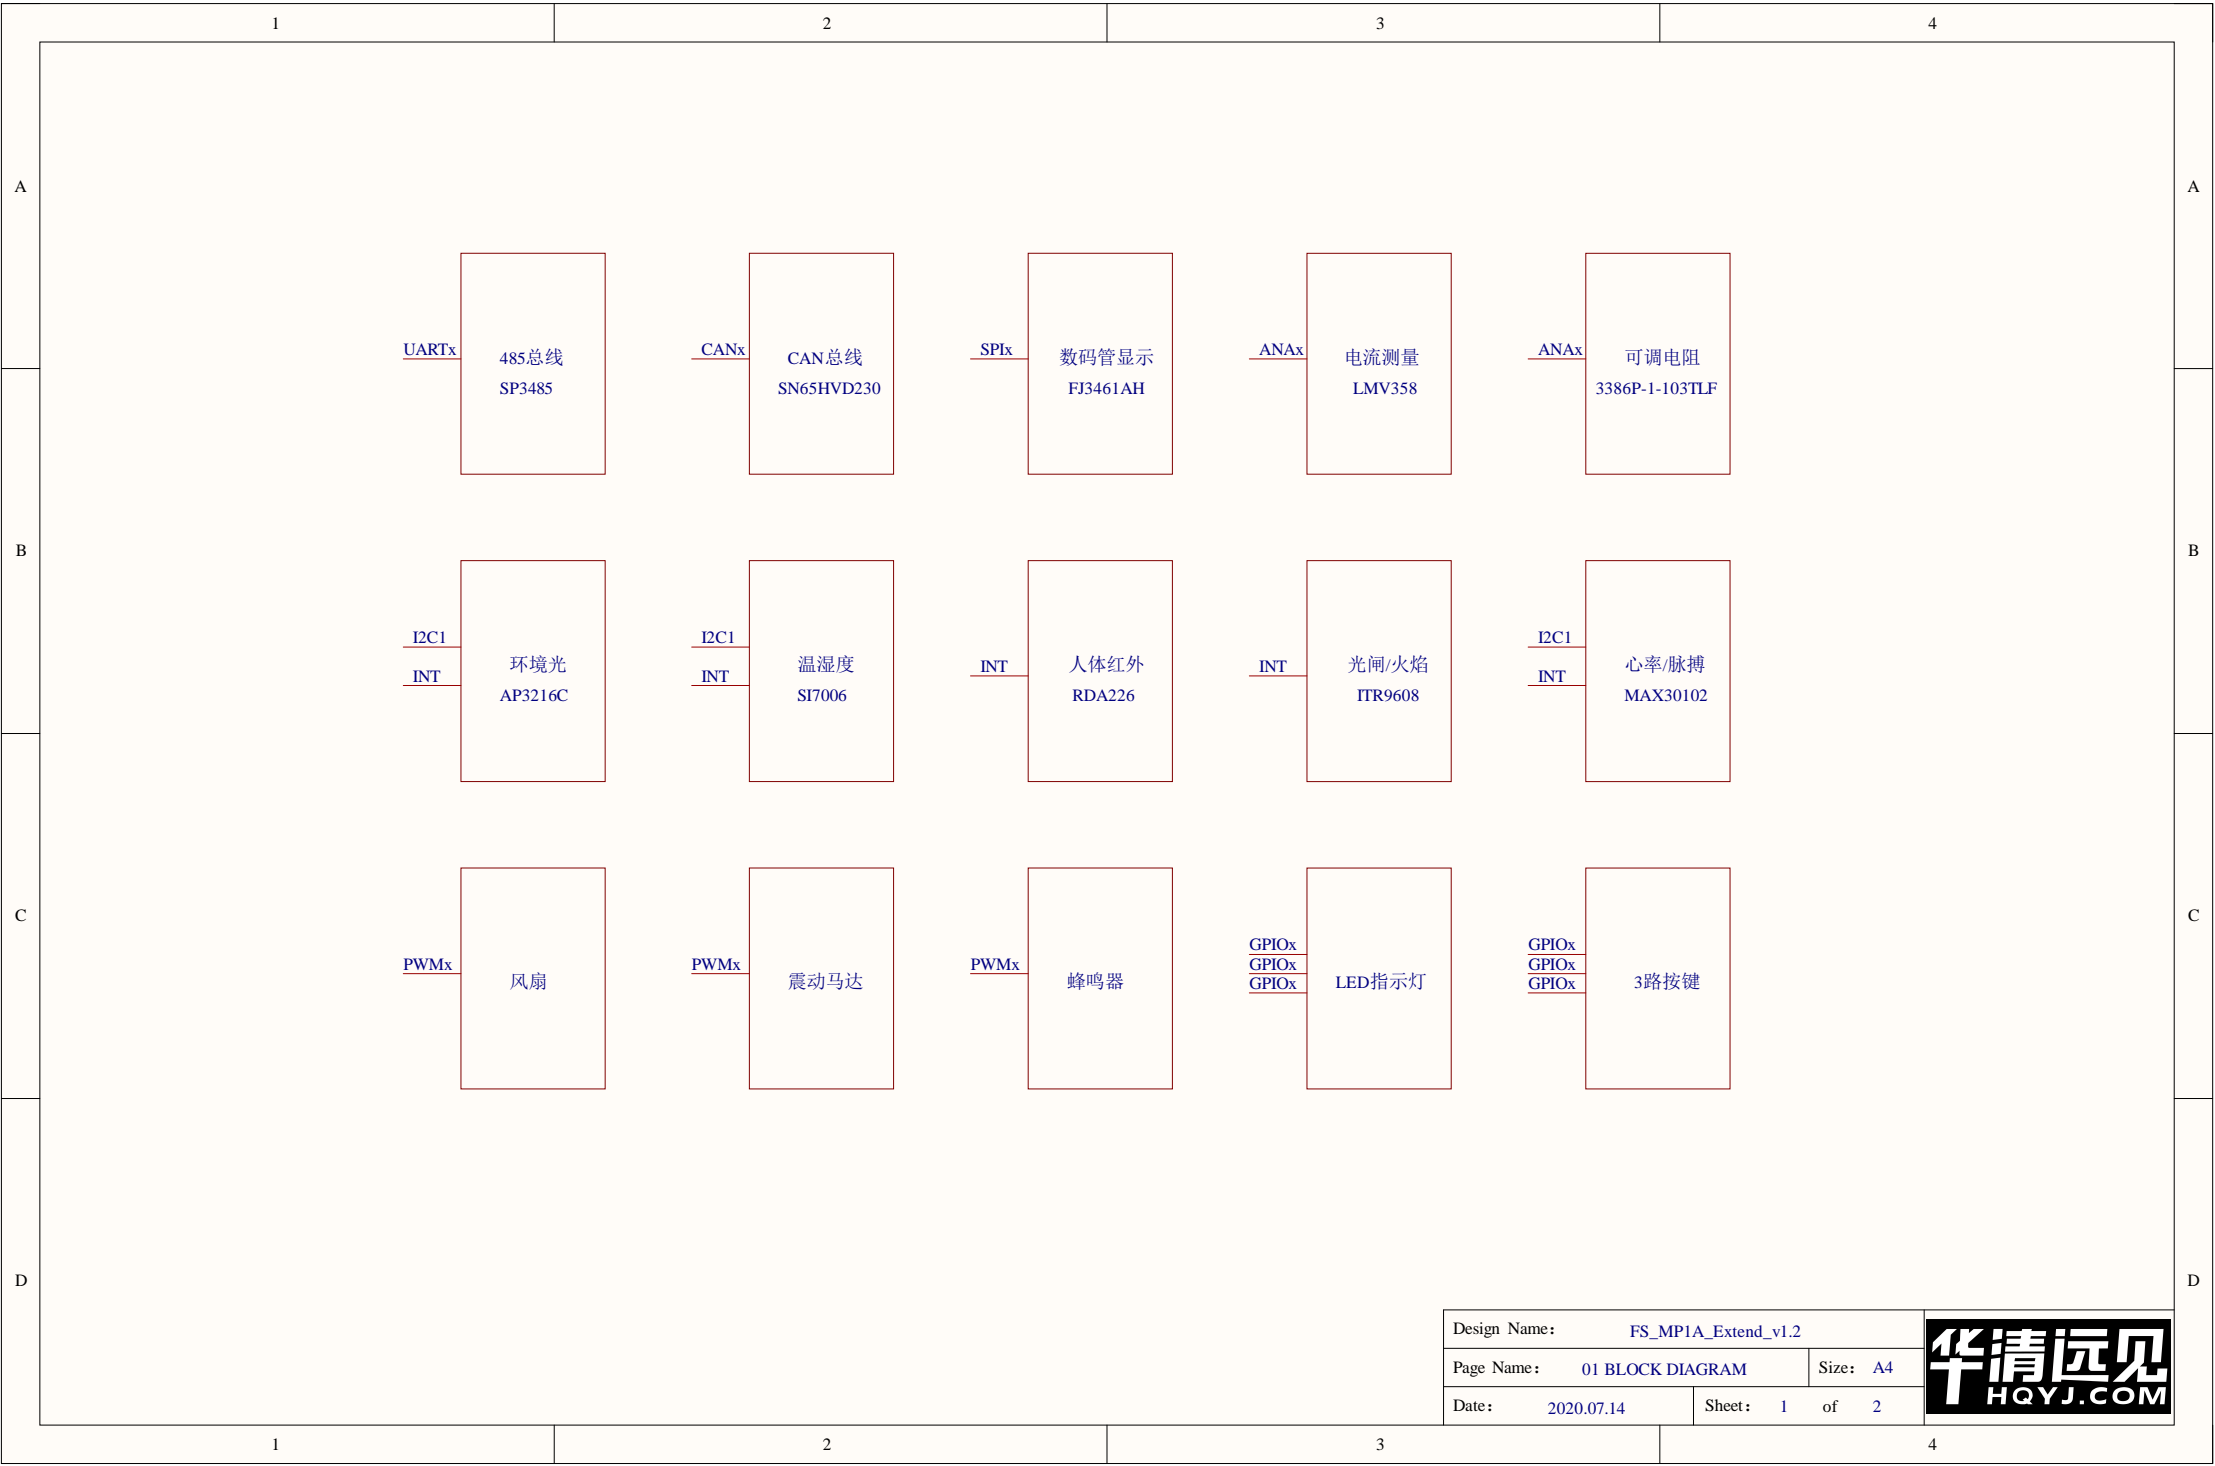 1 2 3 4
A A
UARTx 485总线 CANx CAN总线 SPIx 数码管显示 ANAx 电流测量 ANAx 可调电阻
SP3485 SN65HVD230 FJ3461AH LMV358 3386P-1-103TLF
B B
I2C1 I2C1 I2C1
INT 环境光 INT 温湿度 INT 人体红外 INT 光闸/火焰 INT 心率/脉搏
AP3216C SI7006 RDA226 ITR9608 MAX30102
C C
GPIOx GPIOx
PWMx PWMx PWMx GPIOx GPIOx
风扇 震动马达 蜂鸣器 GPIOx LED指示灯 GPIOx 3路按键
D D
Design Name： FS_MP1A_Extend_v1.2
Page Name： 01 BLOCK DIAGRAM Size： A4
Date： 2020.07.14 Sheet： 1 of 2
华清远见
HQYJ.COM
1 2 3 4